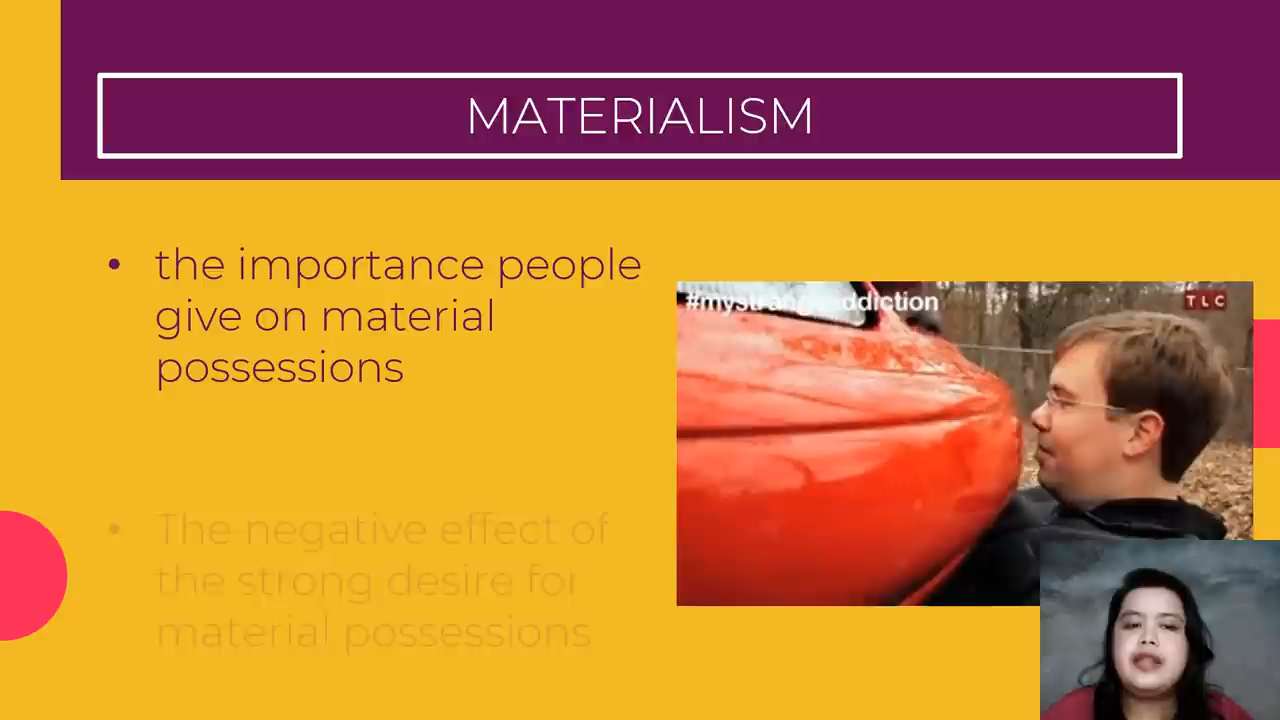 MATERIALISM
• the importance people
give on material
possessions
#mystrangeaddiction
TLC
• The negative effect of
the strong desire for
material possessions